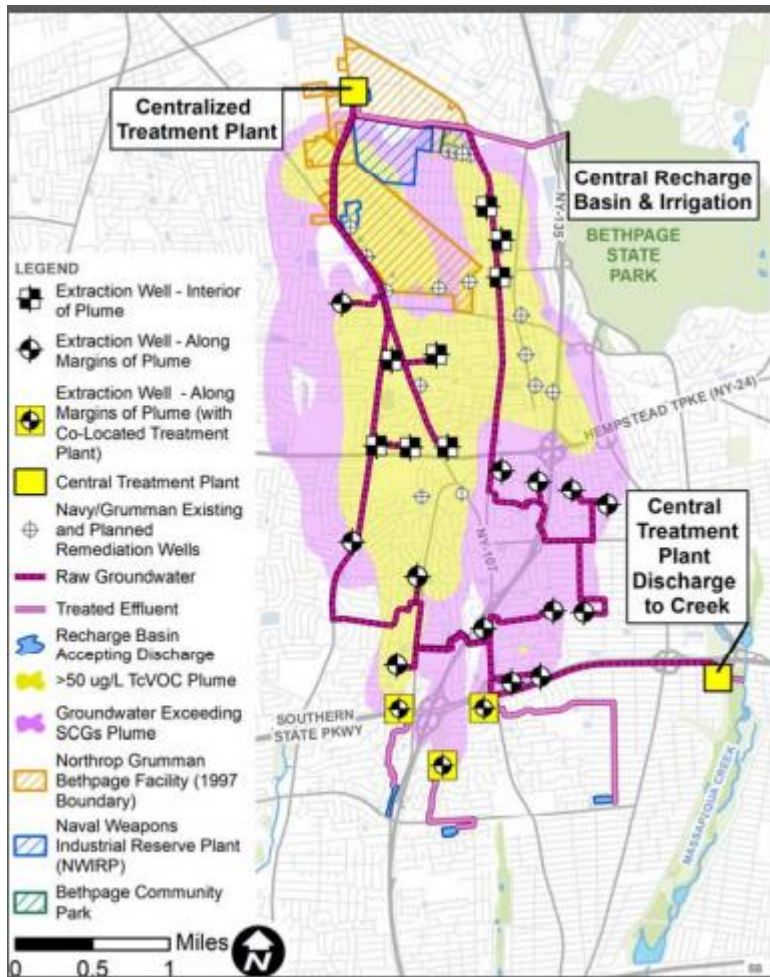 Centralized
Treatment Plant
Central Recharge
Basin & Irrigation
NY-135
BETHPAGE
STATE
PARK
LEGEND
Extraction Well - Interior
of Plume
Extraction Well - Along
Margins of Plume
Extraction Well - Along
Margins of Plume (with
Co-Located Treatment
Plant)
Central Treatment Plant
Navy/Grumman Existing
and Planned
Remediation Wells
Raw Groundwater
Treated Effluent
Recharge Basin
Accepting Discharge
>50 ug/L TcVOC Plume
Groundwater Exceeding
SCGs Plume
Northrop Grumman
Bethpage Facility (1997
Boundary)
Naval Weapons
Industrial Reserve Plant
(NWIRP)
Bethpage Community
Park
Miles
0 0.5 1
N
HEMPSTEAD TPKE (NY-24)
Central
Treatment
Plant
Discharge
to Creek
NY-107
SOUTHERN
STATE PKWY
MASSAPEQUA CREEK